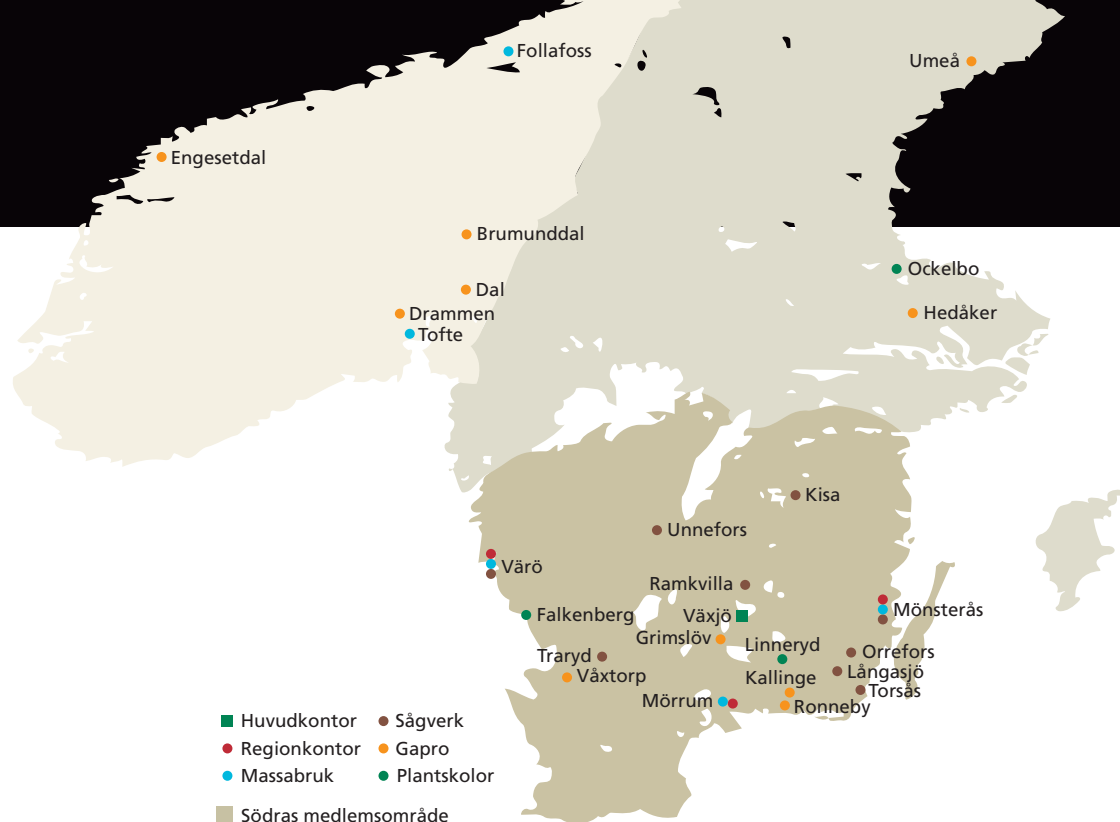 Follafoss
Umeå
Engesetdal
Brumunddal
Ockelbo
Dal
Drammen
Hedåker
Tofte
Kisa
Unnefors
Värö
Ramkvilla
Mönsterås
Falkenberg
Växjö
Grimslöv
Linneryd
Orrefors
Traryd
Långasjö
Våxtorp
Kallinge
Torsås
Mörrum
Ronneby
Huvudkontor
Sågverk
Regionkontor
Gapro
Massabruk
Plantskolor
Södras medlemsområde